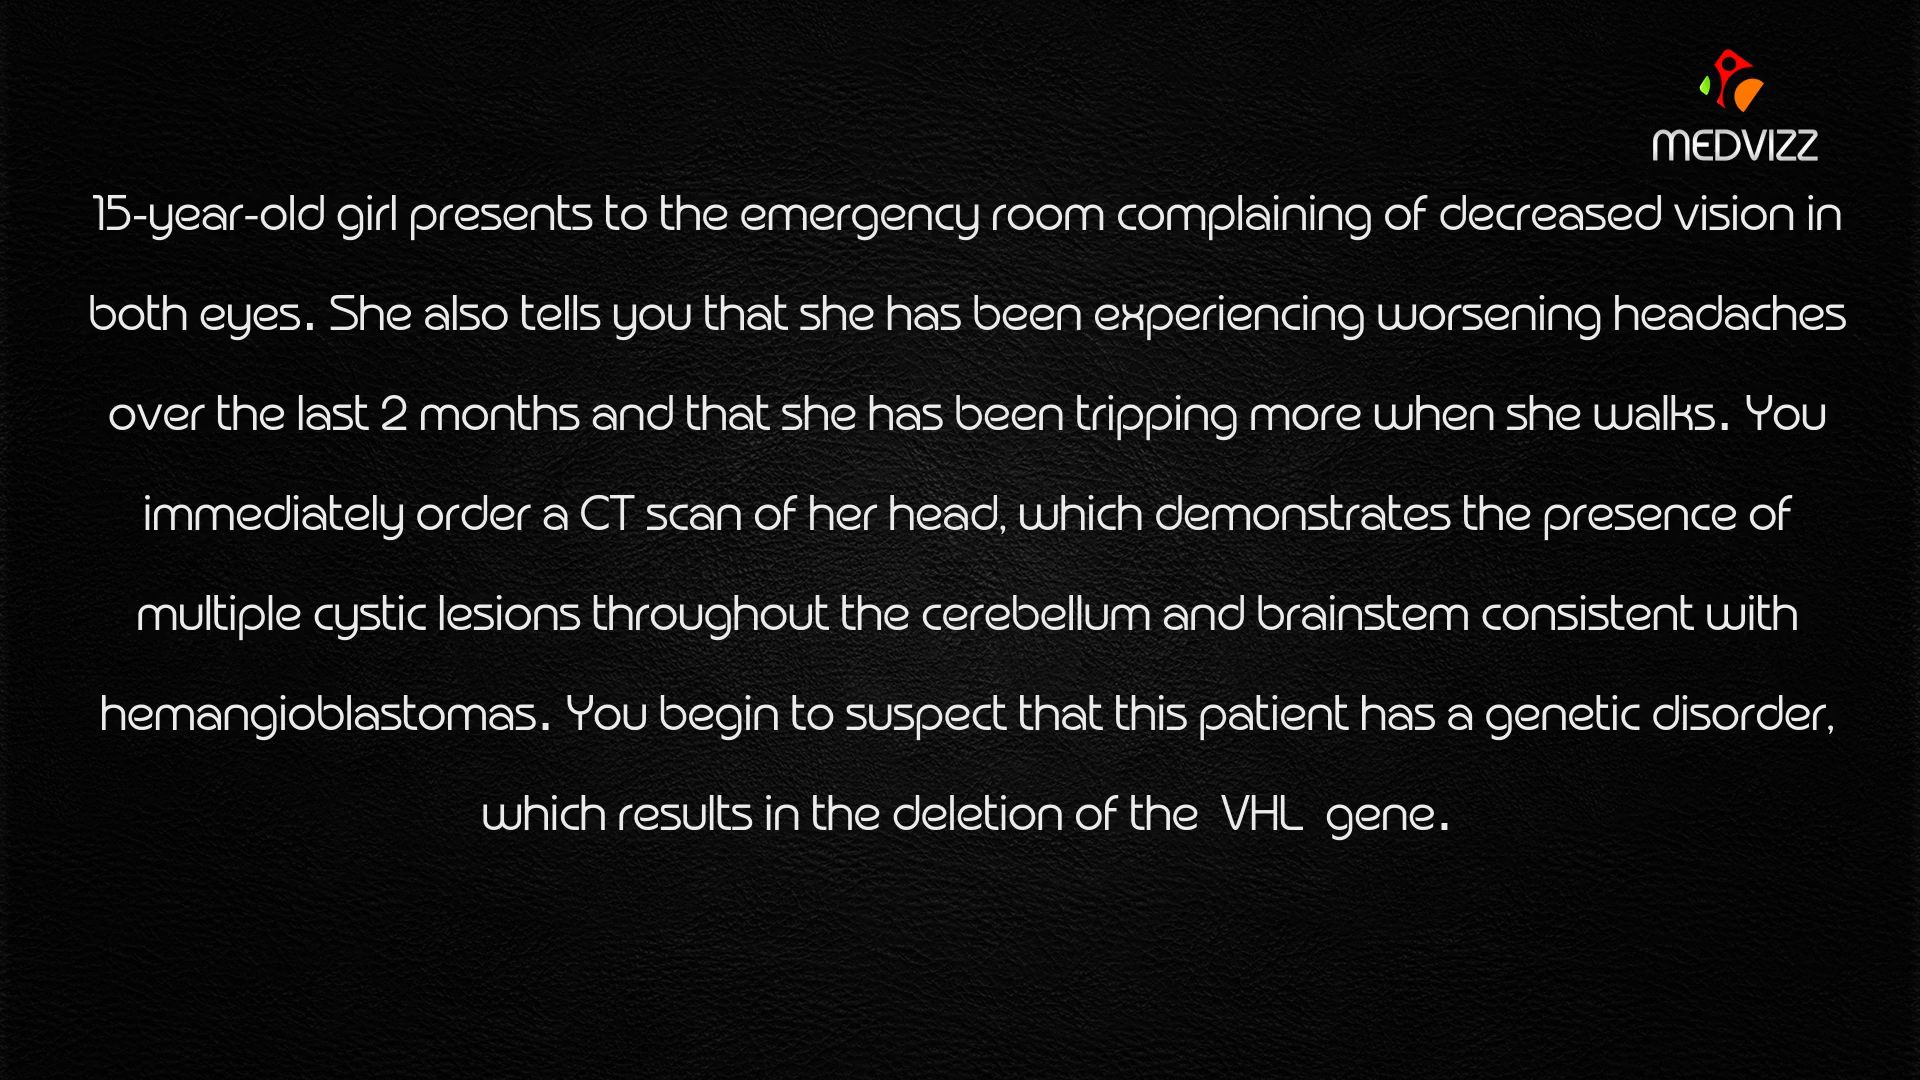 MEDVIZZ
15-year-old girl presents to the emergency room complaining of decreased vision in
both eyes. She also tells you that she has been experiencing worsening headaches
over the last 2 months and that she has been tripping more when she walks. You
immediately order a CT scan of her head, which demonstrates the presence of
multiple cystic lesions throughout the cerebellum and brainstem consistent with
hemangioblastomas. You begin to suspect that this patient has a genetic disorder,
which results in the deletion of the VHL gene.